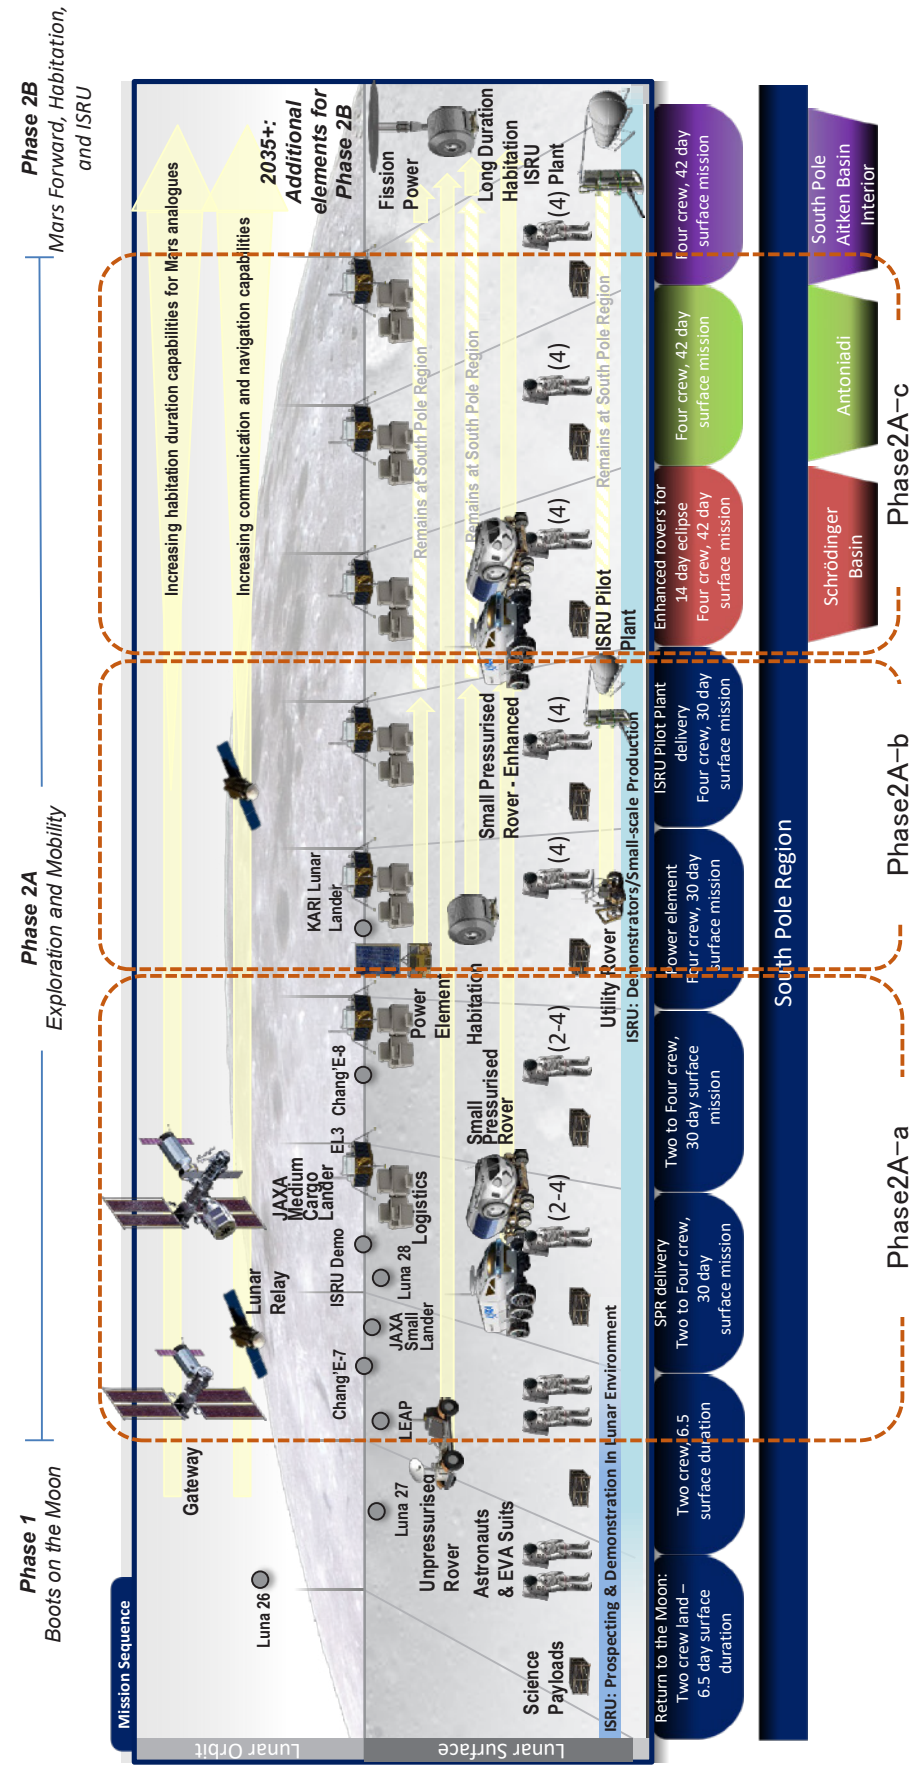 Phase 1
Boots on the Moon
Phase 2A
Exploration and Mobility
Phase 2B
Mars Forward, Habitation,
and ISRU
Mission Sequence
Lunar Orbit
Lunar Surface
Increasing habitation duration capabilities for Mars analogues
Increasing communication and navigation capabilities
2035+:
Additional
elements for
Phase 2B
Gateway
Lunar
Relay
Luna 26
Luna 27
LEAP
Chang'E-7
JAXA
Small
Lander
Luna 28
ISRU Demo
JAXA
Medium
Cargo
Lander
EL3
Chang'E-8
KARI Lunar
Lander
Logistics
Unpressurised
Rover
Power
Element
Remains at South Pole Region
Fission
Power
Astronauts
& EVA Suits
Small
Pressurised
Rover
Habitation
Small Pressurised
Rover - Enhanced
Remains at South Pole Region
Long Duration
Habitation
Science
Payloads
(2-4)
(2-4)
(4)
(4)
(4)
(4)
(4)
ISRU
Plant
Utility Rover
ISRU Pilot
Plant
Remains at South Pole Region
ISRU: Prospecting & Demonstration In Lunar Environment
ISRU: Demonstrators/Small-scale Production
Return to the Moon:
Two crew land –
6.5 day surface
duration
Two crew, 6.5
surface duration
SPR delivery
Two to Four crew,
30 day
surface mission
Two to Four crew,
30 day surface
mission
Power element
Four crew, 30 day
surface mission
ISRU Pilot Plant
delivery
Four crew, 30 day
surface mission
Enhanced rovers for
14 day eclipse
Four crew, 42 day
surface mission
Four crew, 42 day
surface mission
Four crew, 42 day
surface mission
South Pole Region
Schrödinger
Basin
Antoniadi
South Pole
Aitken Basin
Interior
Phase2A-a
Phase2A-b
Phase2A-c